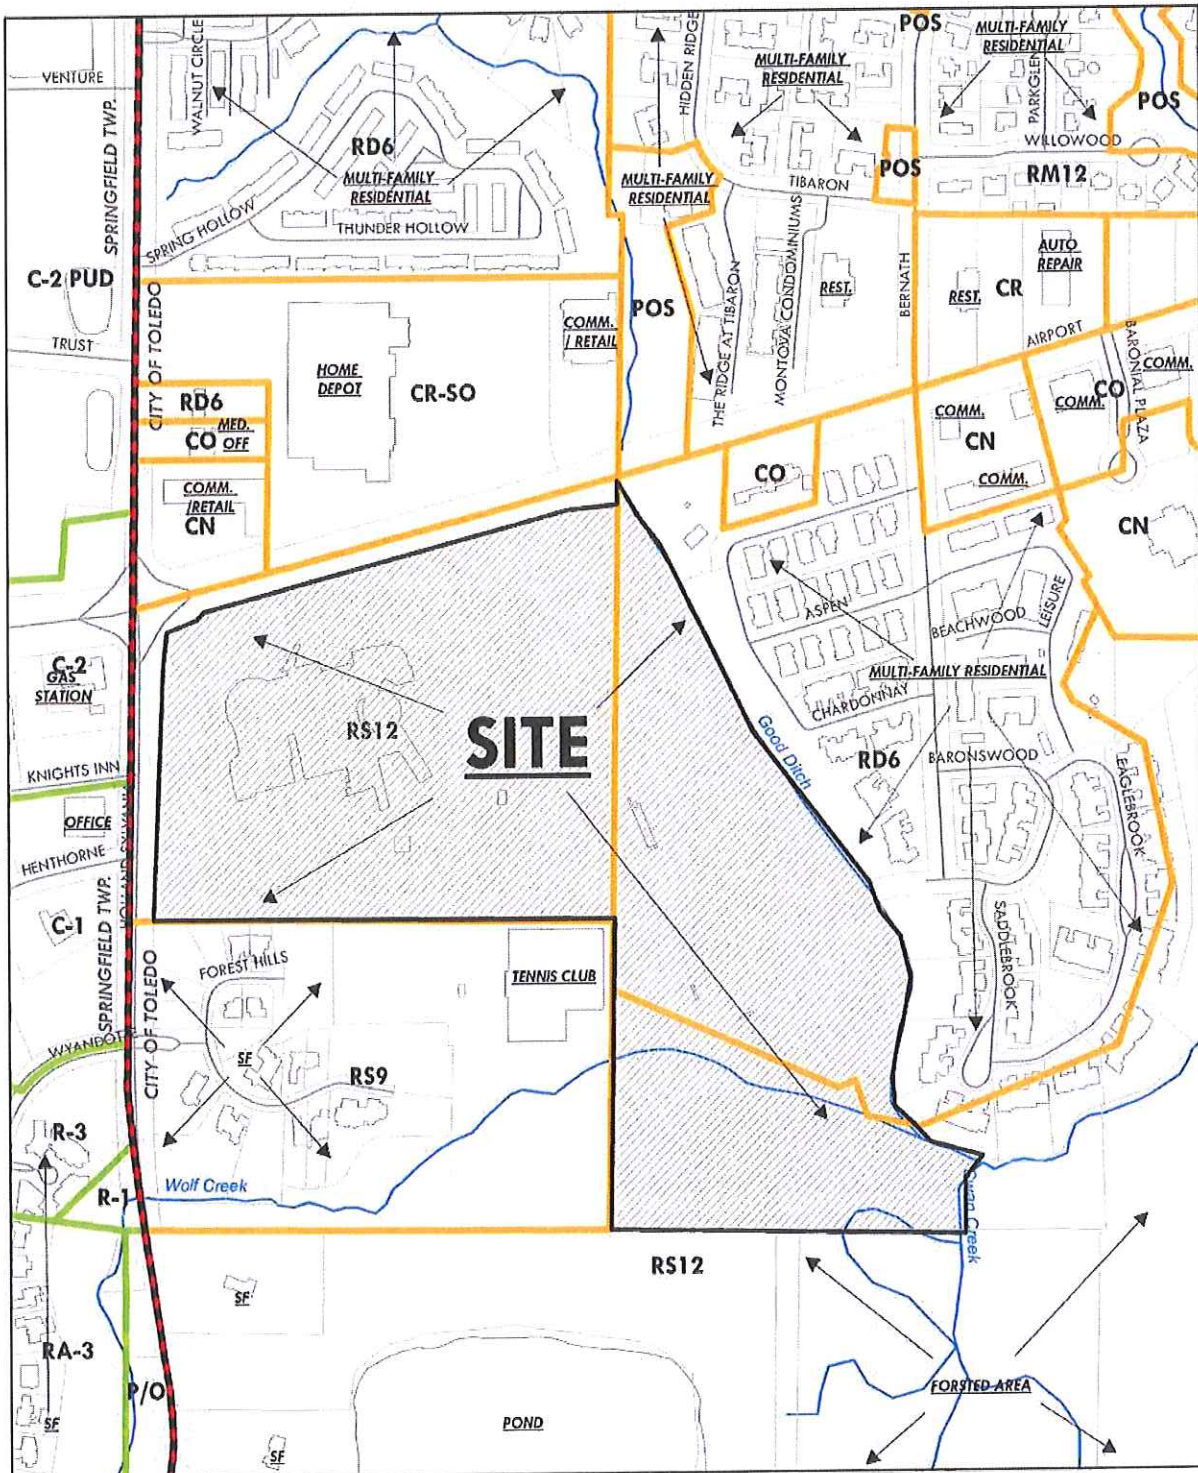 POS
MULTI-FAMILY
RESIDENTIAL
MULTI-FAMILY
RESIDENTIAL
VENTURE
WALNUT CIRCLE
HIDDEN RIDGE
PARKGLEN
POS
SPRINGFIELD TWP.
RD6
MULTI-FAMILY
RESIDENTIAL
MULTI-FAMILY
RESIDENTIAL
TIBARON
POS
WILLOWOOD
RM12
SPRING HOLLOW
THUNDER HOLLOW
C-2 PUD
CITY OF TOLEDO
TRUST
HOME
DEPOT
CR-SO
COMM.
/ RETAIL
POS
THE RIDGE AT TIBARON
MONTOVA CONDOMINIUMS
REST.
BERNATH
REST.
CR
AUTO
REPAIR
AIRPORT
BARONIAL PLAZA
COMM.
CO
COMM.
COMM.
CN
COMM.
CN
RD6
CO
MED.
OFF
COMM.
/RETAIL
CN
CO
ASPEN
BEACHWOOD
LEISURE
MULTI-FAMILY RESIDENTIAL
CHARDONNAY
C-2
GAS
STATION
RS12
SITE
Good Ditch
RD6
BARONSWOOD
EAGLEBROOK
KNIGHTS INN
OFFICE
HENTHORNE
C-1
SPRINGFIELD TWP.
CITY OF TOLEDO
FOREST HILLS
TENNIS CLUB
SADDLEBROOK
SF
RS9
R-3
R-1
Wolf Creek
Swan Creek
RS12
SF
RA-3
P/O
SF
SF
POND
FORSTED AREA